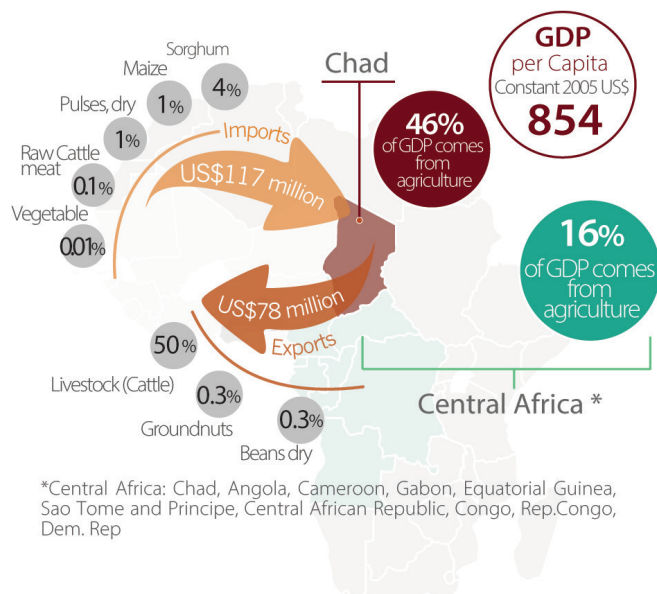 GDP
per Capita
Constant 2005 US$
854
Chad
46%
of GDP comes
from
agriculture
16%
of GDP comes
from
agriculture
Sorghum
4%
Maize
1%
Pulses, dry
1%
Raw Cattle
meat
0.1%
Vegetable
0.01%
Imports
US$117 million
US$78 million
Exports
50%
Livestock (Cattle)
0.3%
Groundnuts
0.3%
Beans dry
Central Africa *
*Central Africa: Chad, Angola, Cameroon, Gabon, Equatorial Guinea,
Sao Tome and Principe, Central African Republic, Congo, Rep.Congo,
Dem. Rep